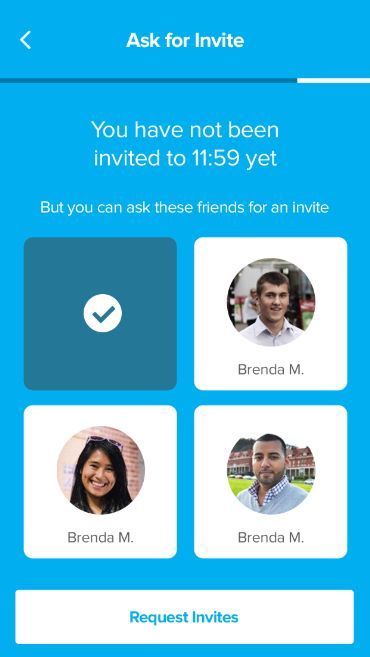 Ask for Invite
You have not been
invited to 11:59 yet
But you can ask these friends for an invite
Brenda M.
Brenda M.
Brenda M.
Request Invites